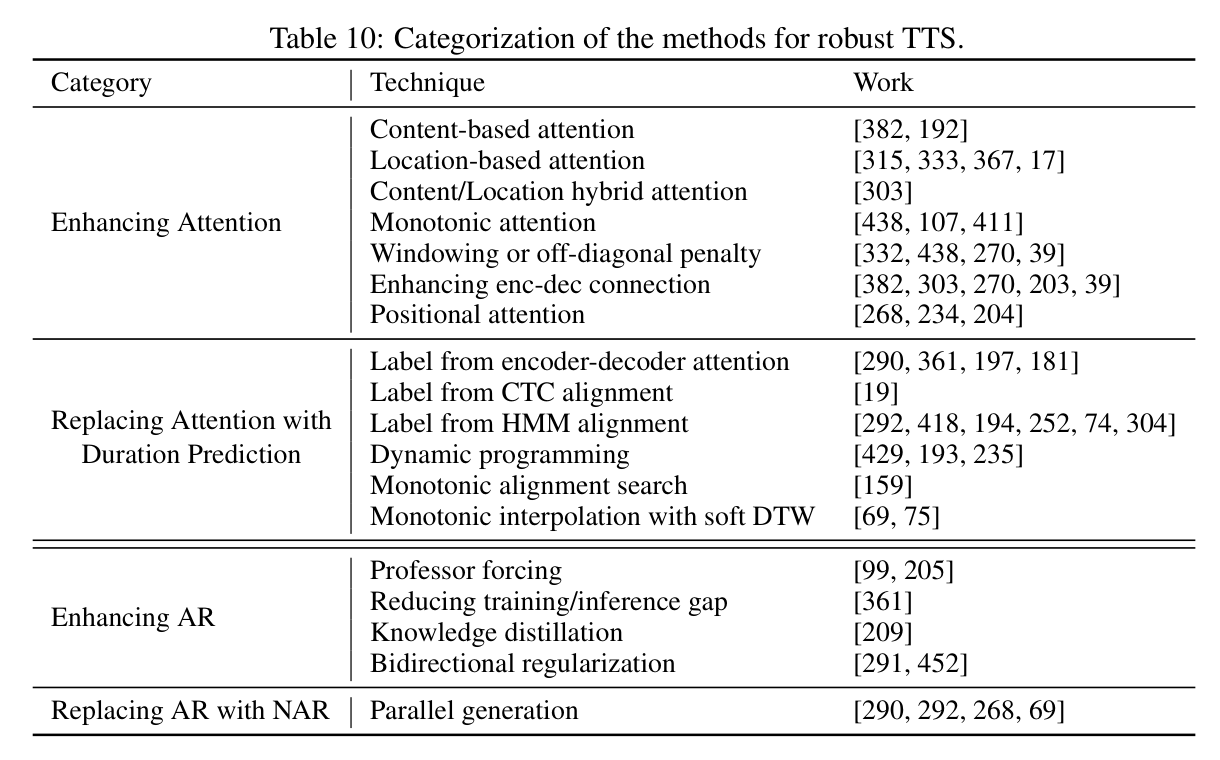 Table 10: Categorization of the methods for robust TTS.
Category Technique Work
Enhancing Attention
Content-based attention [382, 192]
Location-based attention [315, 333, 367, 17]
Content/Location hybrid attention [303]
Monotonic attention [438, 107, 411]
Windowing or off-diagonal penalty [332, 438, 270, 39]
Enhancing enc-dec connection [382, 303, 270, 203, 39]
Positional attention [268, 234, 204]
Replacing Attention with
Duration Prediction
Label from encoder-decoder attention [290, 361, 197, 181]
Label from CTC alignment [19]
Label from HMM alignment [292, 418, 194, 252, 74, 304]
Dynamic programming [429, 193, 235]
Monotonic alignment search [159]
Monotonic interpolation with soft DTW [69, 75]
Enhancing AR
Professor forcing [99, 205]
Reducing training/inference gap [361]
Knowledge distillation [209]
Bidirectional regularization [291, 452]
Replacing AR with NAR Parallel generation [290, 292, 268, 69]